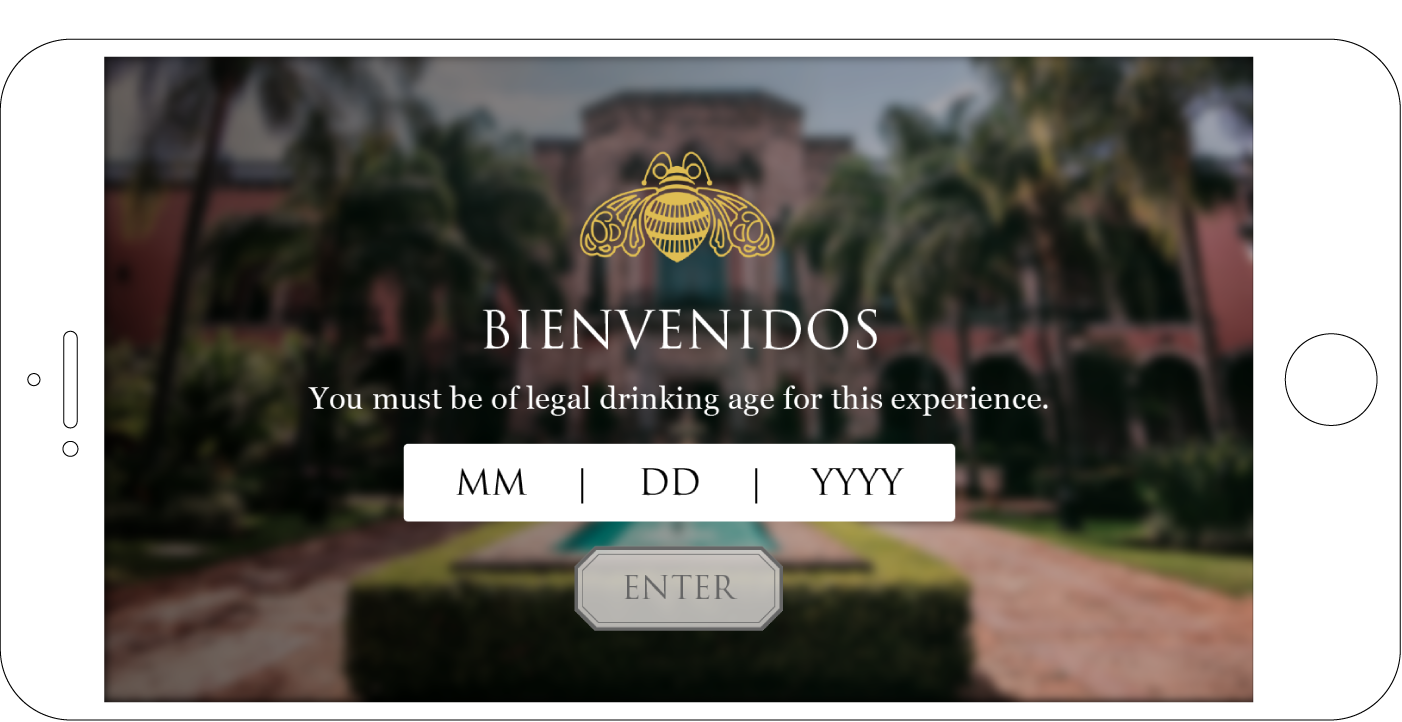 BIENVENIDOS
You must be of legal drinking age for this experience.
MM | DD | YYYY
ENTER